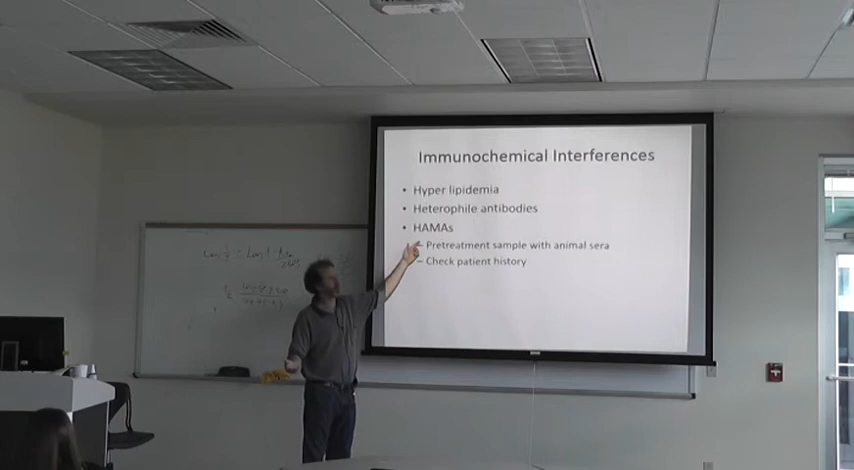 Immunochemical Interferences
• Hyper lipidemia
• Heterophile antibodies
• HAMAs
– Pretreatment sample with animal sera
– Check patient history